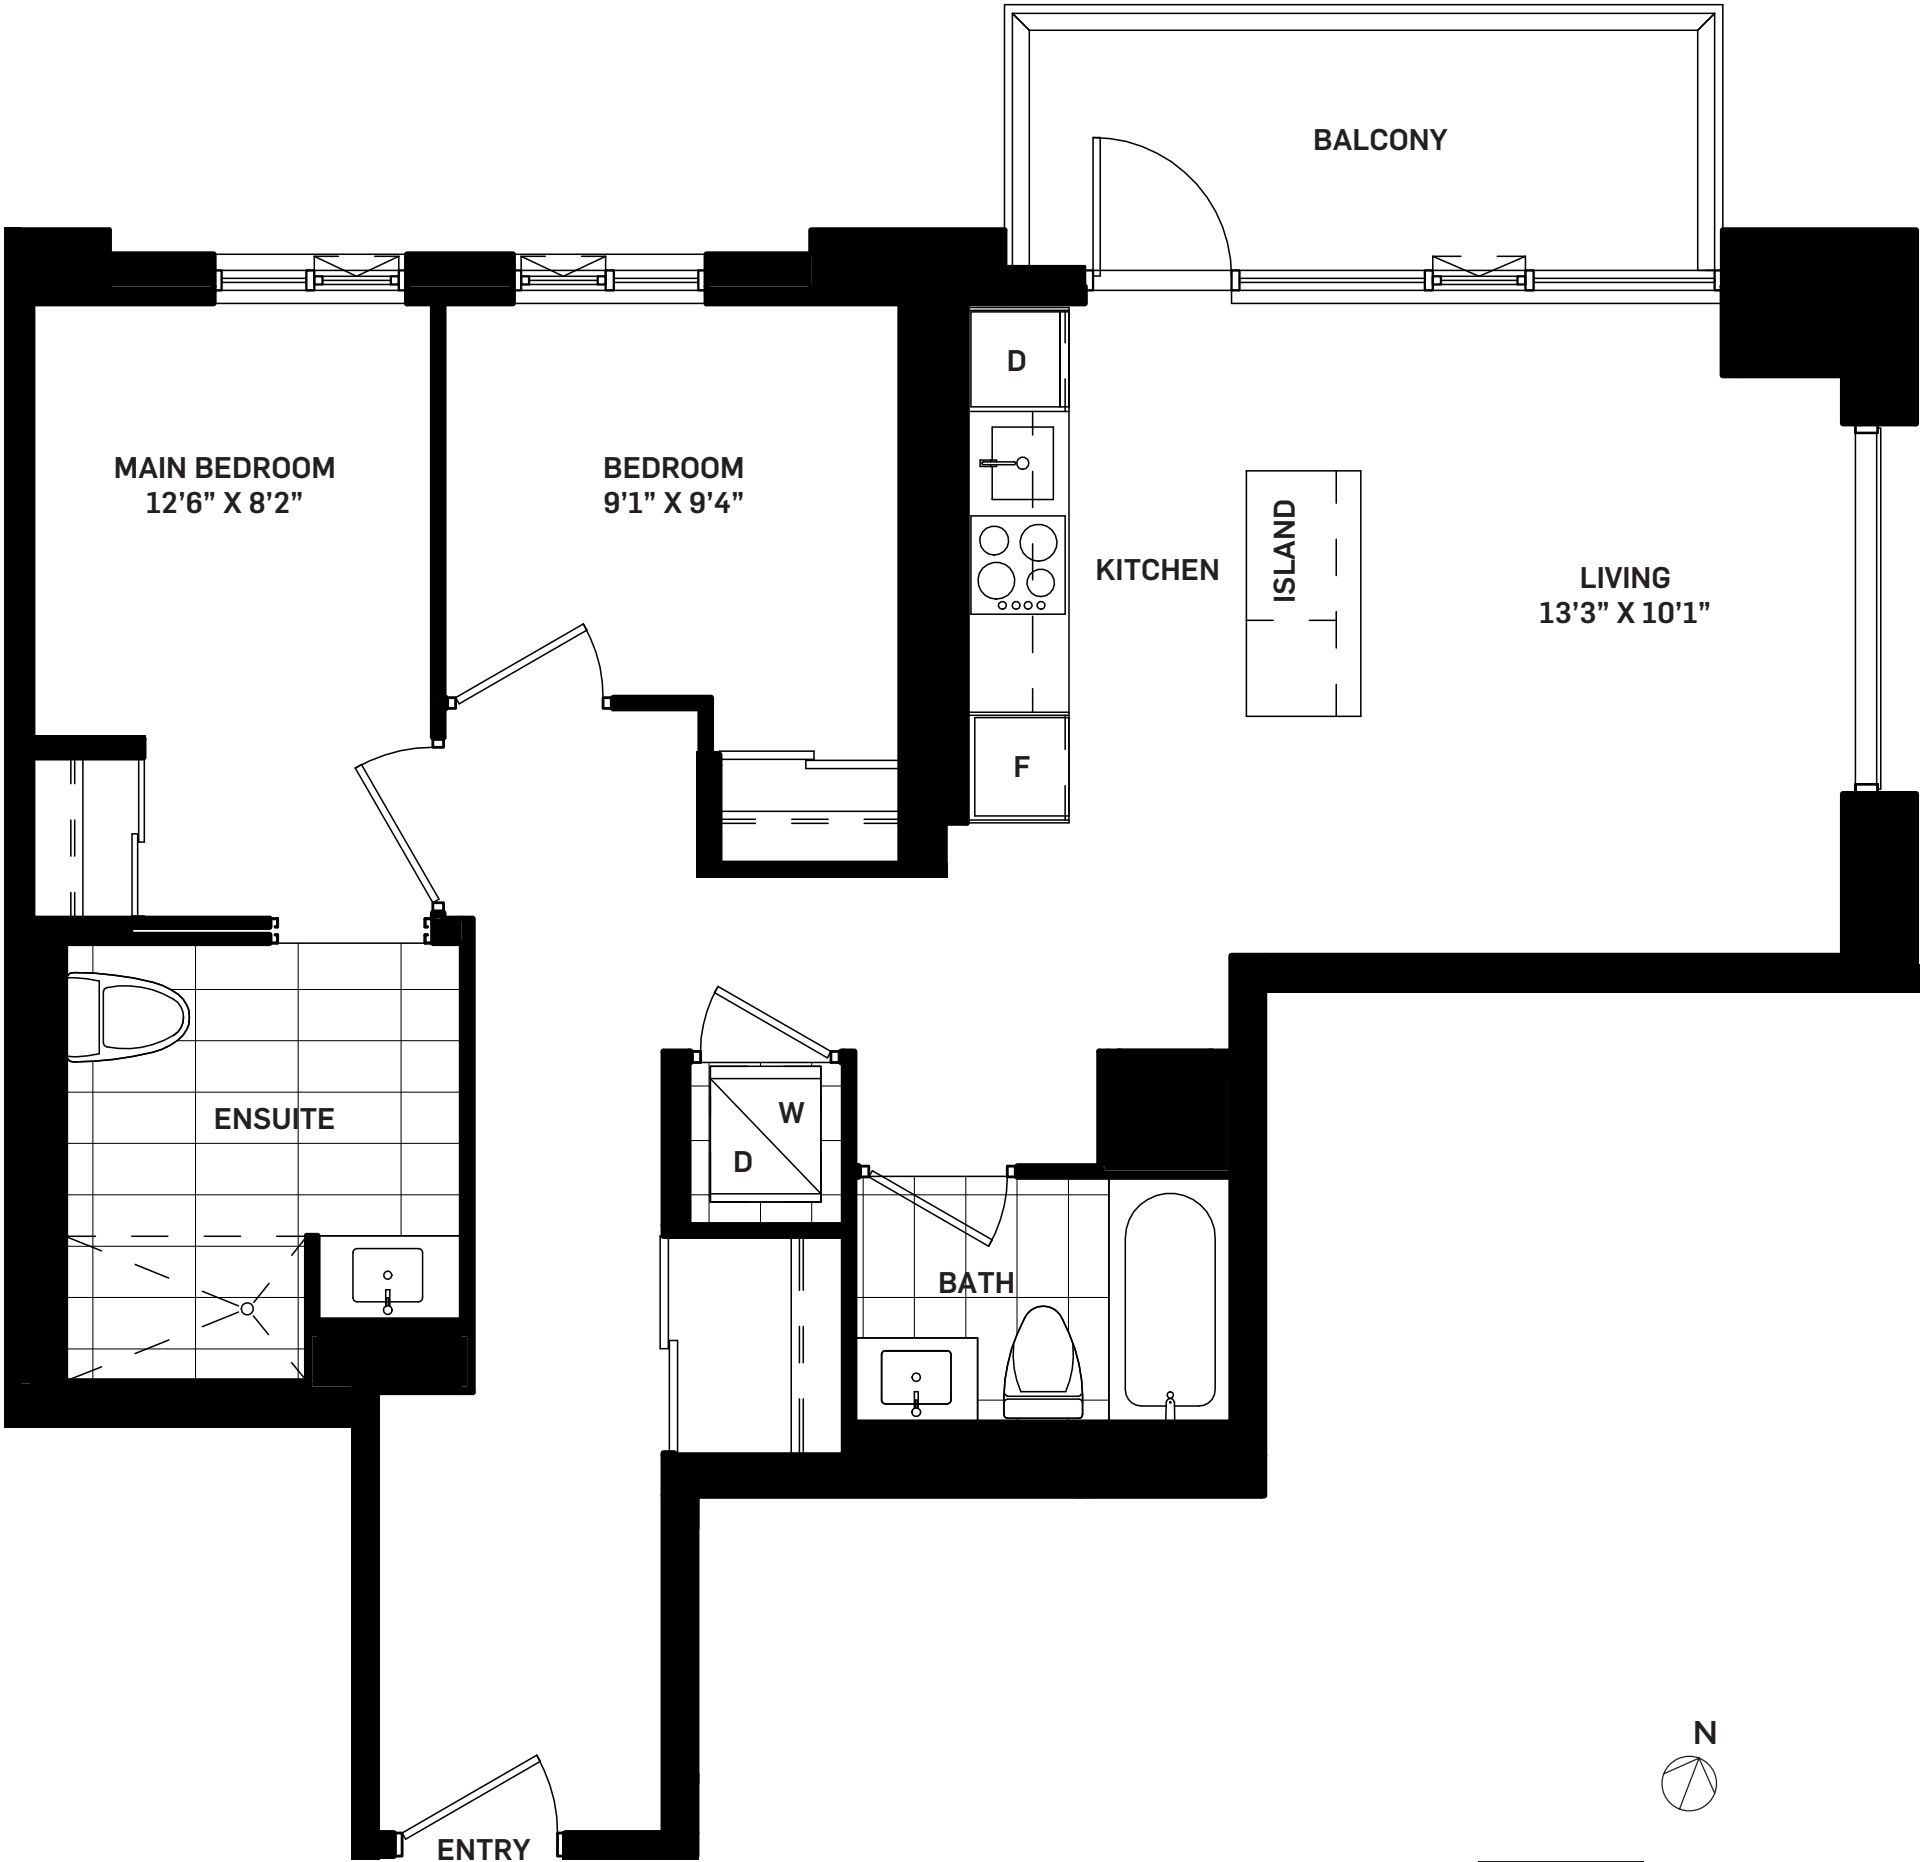 BALCONY
D
MAIN BEDROOM
12’6” X 8’2”
BEDROOM
9’1” X 9’4”
ISLAND
KITCHEN
LIVING
13’3” X 10’1”
F
W
D
ENSUITE
BATH
N
ENTRY